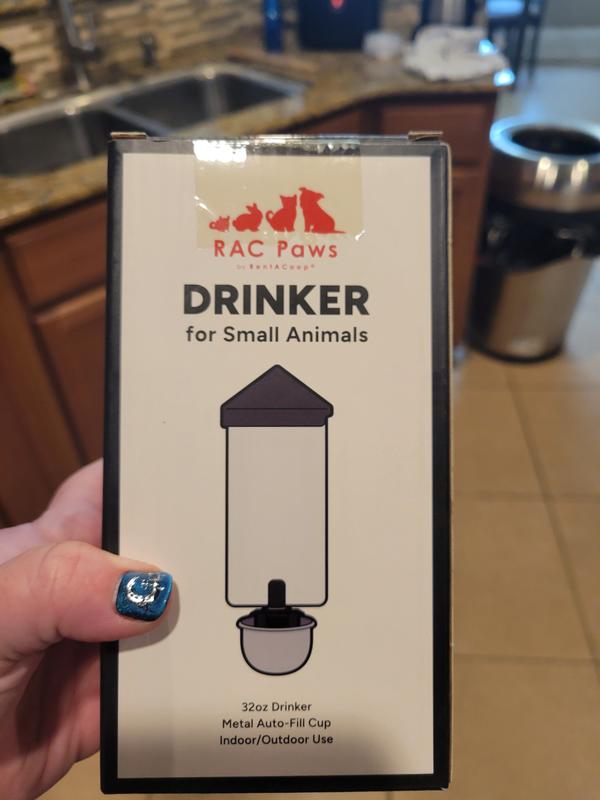 RAC Paws
by RentACoop®
DRINKER
for Small Animals
32oz Drinker
Metal Auto-Fill Cup
Indoor/Outdoor Use